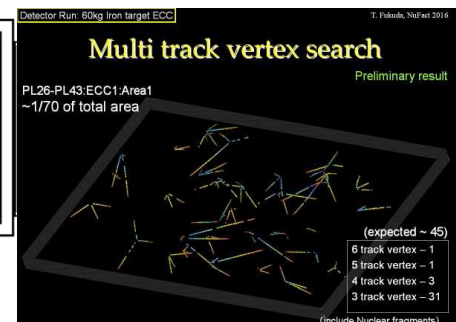 Detector Run: 60kg Iron target ECC
T. Fukuda, NuFact 2016
Multi track vertex search
Preliminary result
PL26-PL43:ECC1:Area1
~1/70 of total area
(expected ~ 45)
6 track vertex – 1
5 track vertex – 1
4 track vertex – 3
3 track vertex – 31
(include Nuclear fragments)